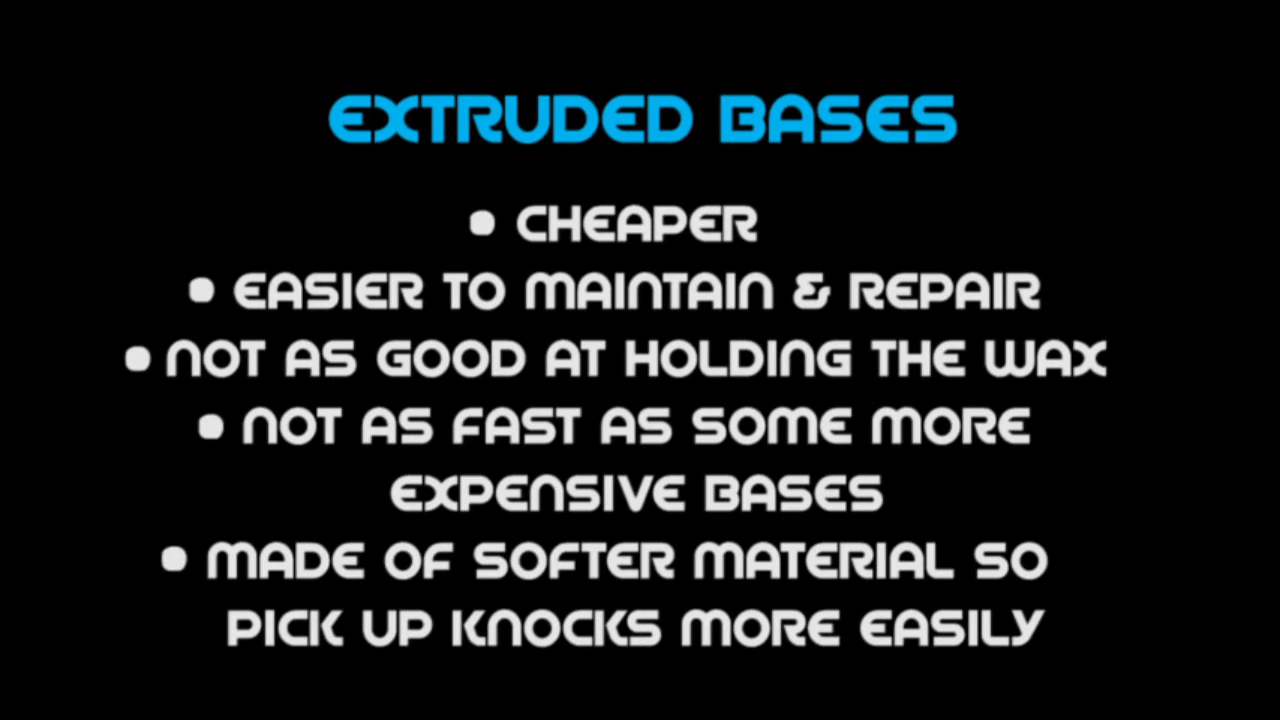 EXTRUDED BASES
• CHEAPER
• EASIER TO MAINTAIN & REPAIR
• NOT AS GOOD AT HOLDING THE WAX
• NOT AS FAST AS SOME MORE
EXPENSIVE BASES
• MADE OF SOFTER MATERIAL SO
PICK UP KNOCKS MORE EASILY